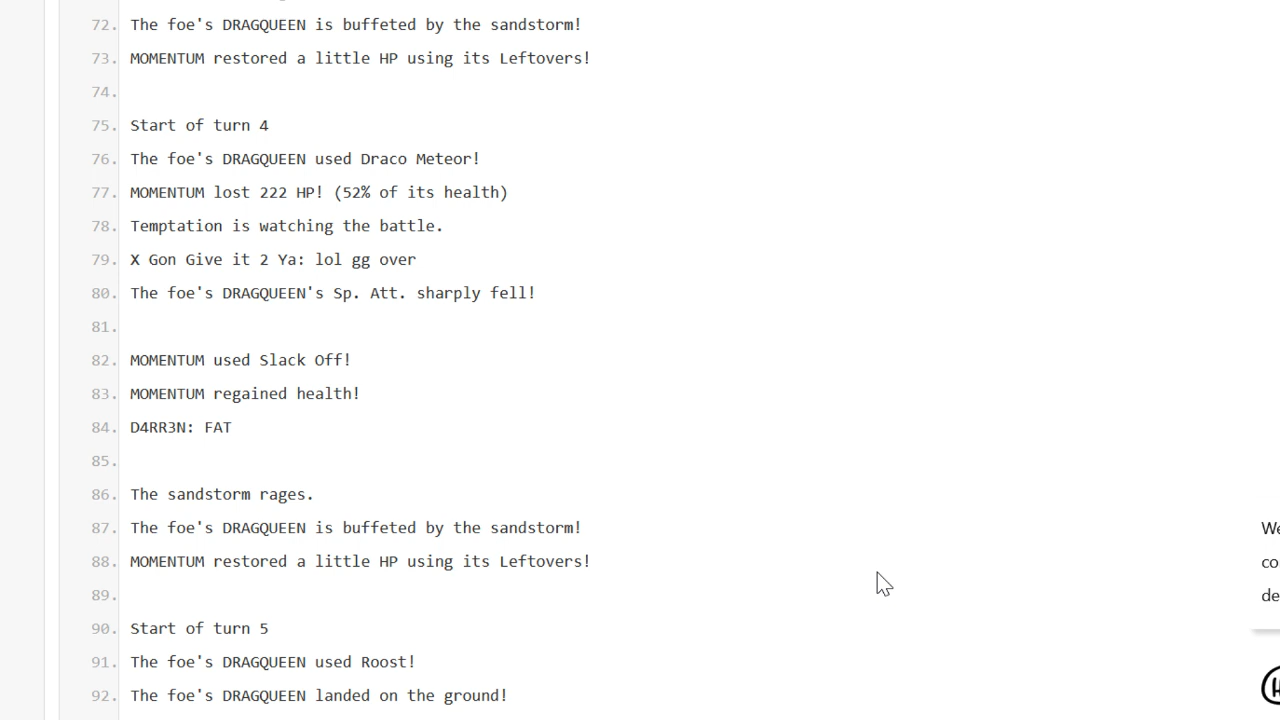 72. The foe's DRAGQUEEN is buffeted by the sandstorm!
73. MOMENTUM restored a little HP using its Leftovers!
74.
75. Start of turn 4
76. The foe's DRAGQUEEN used Draco Meteor!
77. MOMENTUM lost 222 HP! (52% of its health)
78. Temptation is watching the battle.
79. X Gon Give it 2 Ya: lol gg over
80. The foe's DRAGQUEEN's Sp. Att. sharply fell!
81.
82. MOMENTUM used Slack Off!
83. MOMENTUM regained health!
84. D4RR3N: FAT
85.
86. The sandstorm rages.
87. The foe's DRAGQUEEN is buffeted by the sandstorm!
88. MOMENTUM restored a little HP using its Leftovers!
89.
90. Start of turn 5
91. The foe's DRAGQUEEN used Roost!
92. The foe's DRAGQUEEN landed on the ground!
We
co
de